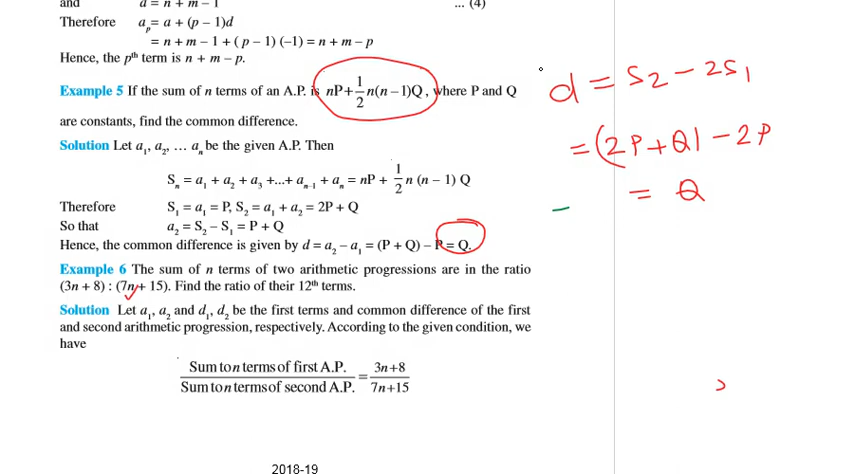 and d = n + m – 1 ... (4)
Therefore a_p = a + (p – 1)d
= n + m – 1 + ( p – 1) (–1) = n + m – p
Hence, the pth term is n + m – p.
Example 5 If the sum of n terms of an A.P. is nP + 1/2 n(n – 1)Q , where P and Q
are constants, find the common difference.
Solution Let a1, a2, … an be the given A.P. Then
Sn = a1 + a2 + a3 +...+ an–1 + an = nP + 1/2 n (n – 1) Q
Therefore S1 = a1 = P, S2 = a1 + a2 = 2P + Q
So that a2 = S2 – S1 = P + Q
Hence, the common difference is given by d = a2 – a1 = (P + Q) – P = Q.
Example 6 The sum of n terms of two arithmetic progressions are in the ratio
(3n + 8) : (7n + 15). Find the ratio of their 12th terms.
Solution Let a1, a2 and d1, d2 be the first terms and common difference of the first
and second arithmetic progression, respectively. According to the given condition, we
have
Sum to n terms of first A.P. / Sum to n terms of second A.P. = 3n+8 / 7n+15
2018-19
d = S2 – 2S1
= (2P + Q) – 2P
= Q